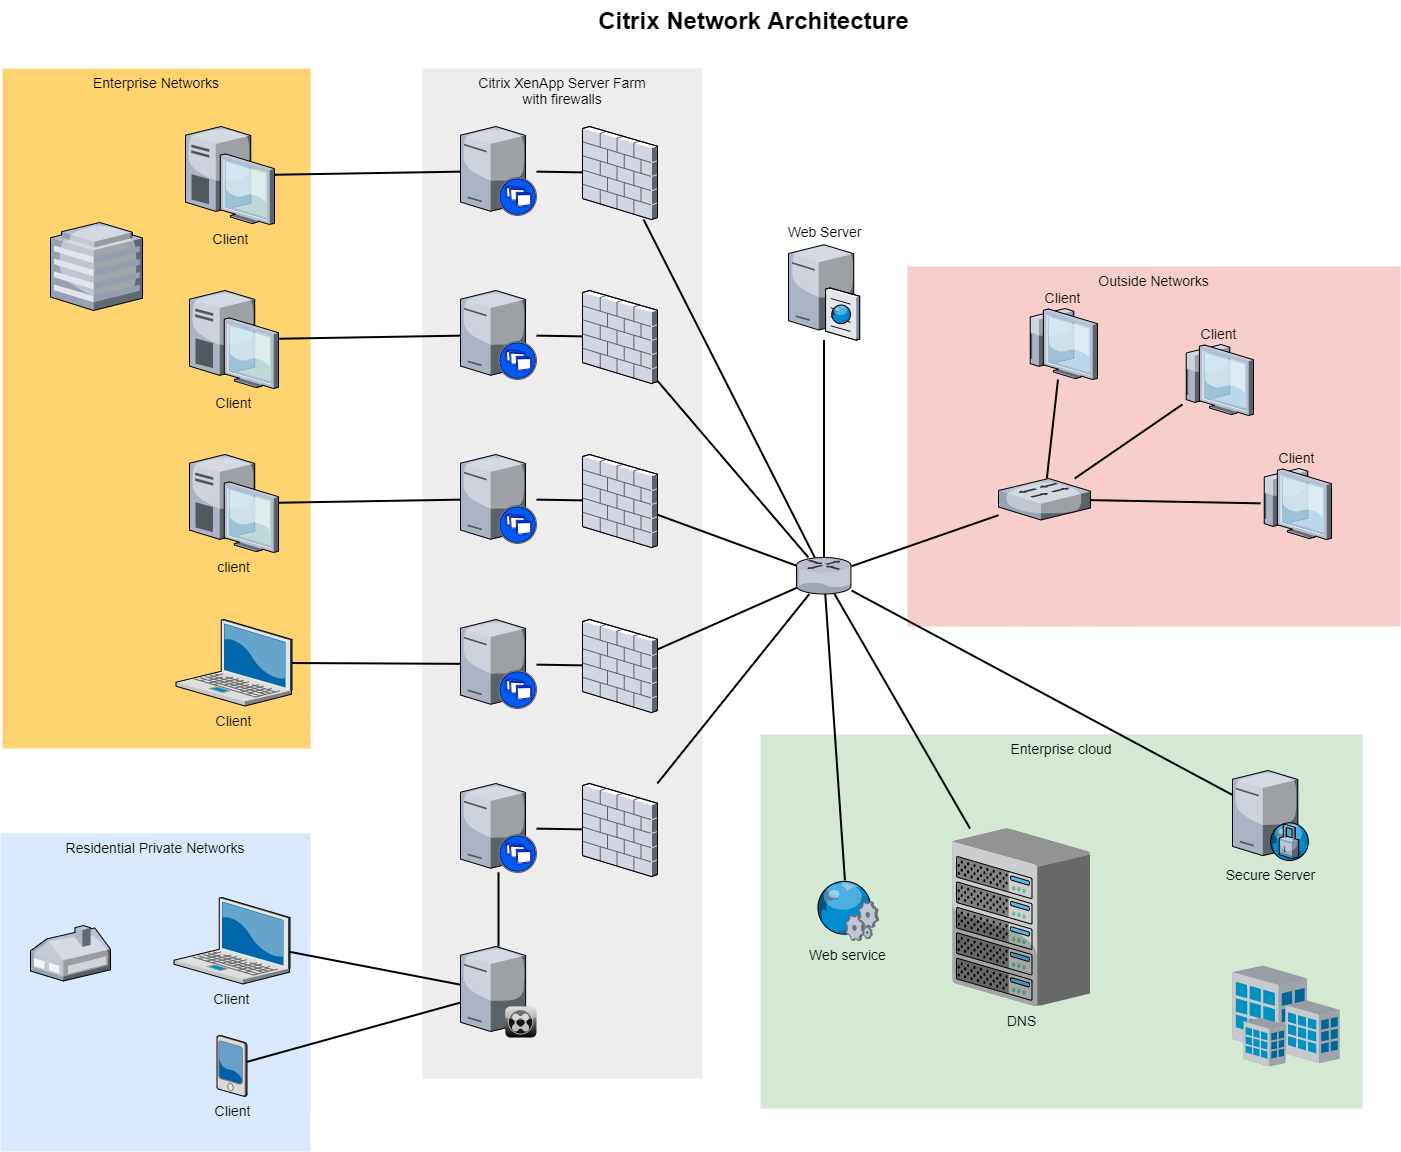 Citrix Network Architecture
Enterprise Networks
Client
Client
client
Client
Citrix XenApp Server Farm
with firewalls
Web Server
Outside Networks
Client
Client
Client
Residential Private Networks
Client
Client
Enterprise cloud
Web service
DNS
Secure Server